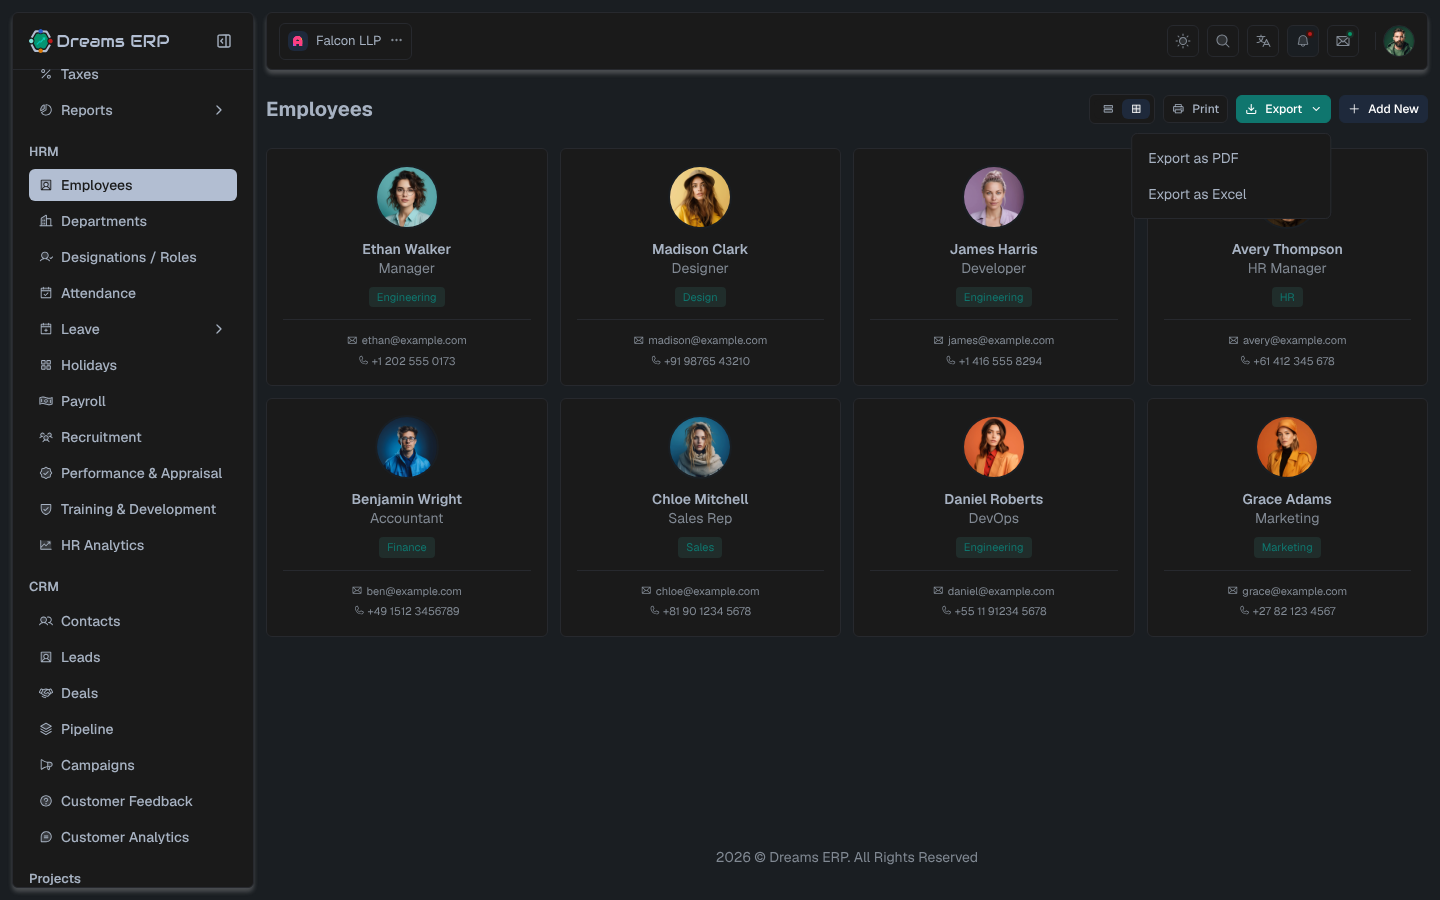 Dreams ERP
Taxes
Reports
HRM
Employees
Departments
Designations / Roles
Attendance
Leave
Holidays
Payroll
Recruitment
Performance & Appraisal
Training & Development
HR Analytics
CRM
Contacts
Leads
Deals
Pipeline
Campaigns
Customer Feedback
Customer Analytics
Projects
Falcon LLP
Employees
Print
Export
Add New
Export as PDF
Export as Excel
Ethan Walker
Manager
Engineering
ethan@example.com
+1 202 555 0173
Madison Clark
Designer
Design
madison@example.com
+91 98765 43210
James Harris
Developer
Engineering
james@example.com
+1 416 555 8294
Avery Thompson
HR Manager
HR
avery@example.com
+61 412 345 678
Benjamin Wright
Accountant
Finance
ben@example.com
+49 1512 3456789
Chloe Mitchell
Sales Rep
Sales
chloe@example.com
+81 90 1234 5678
Daniel Roberts
DevOps
Engineering
daniel@example.com
+55 11 91234 5678
Grace Adams
Marketing
Marketing
grace@example.com
+27 82 123 4567
2026 © Dreams ERP. All Rights Reserved